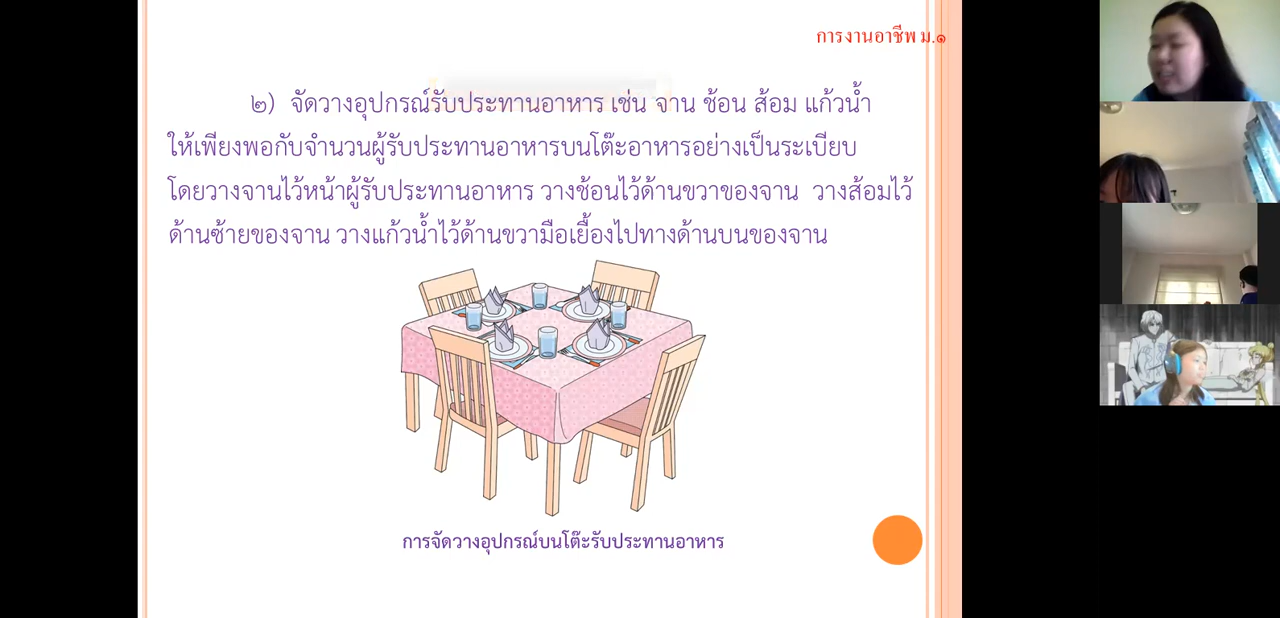 การงานอาชีพ ม.๑
๒) จัดวางอุปกรณ์รับประทานอาหาร เช่น จาน ช้อน ส้อม แก้วน้ำ
ให้เพียงพอกับจำนวนผู้รับประทานอาหารบนโต๊ะอาหารอย่างเป็นระเบียบ
โดยวางจานไว้หน้าผู้รับประทานอาหาร วางช้อนไว้ด้านขวาของจาน วางส้อมไว้
ด้านซ้ายของจาน วางแก้วน้ำไว้ด้านขวามือเยื้องไปทางด้านบนของจาน
การจัดวางอุปกรณ์บนโต๊ะรับประทานอาหาร